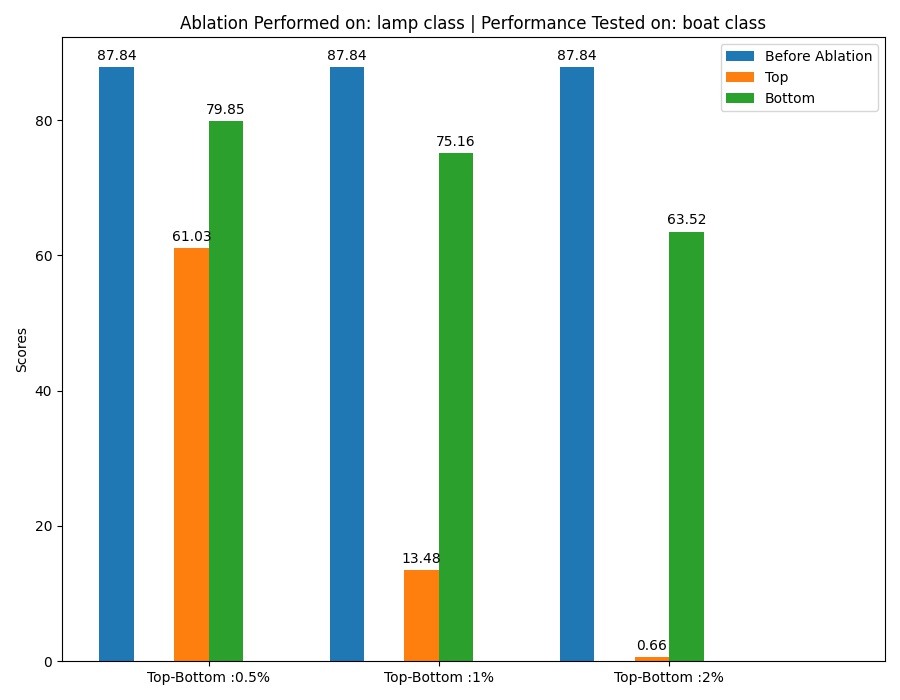 Ablation Performed on: lamp class | Performance Tested on: boat class
Before Ablation
Top
Bottom
87.84
87.84
87.84
79.85
75.16
63.52
61.03
13.48
0.66
Scores
80
60
40
20
0
Top-Bottom :0.5%
Top-Bottom :1%
Top-Bottom :2%